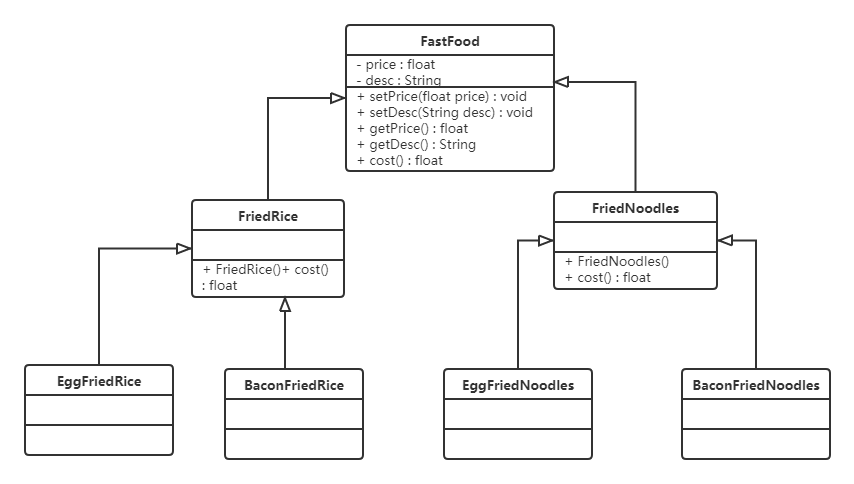 FastFood
- price : float
- desc : String
+ setPrice(float price) : void
+ setDesc(String desc) : void
+ getPrice() : float
+ getDesc() : String
+ cost() : float
FriedRice
+ FriedRice()+ cost()
: float
FriedNoodles
+ FriedNoodles()
+ cost() : float
EggFriedRice
BaconFriedRice
EggFriedNoodles
BaconFriedNoodles